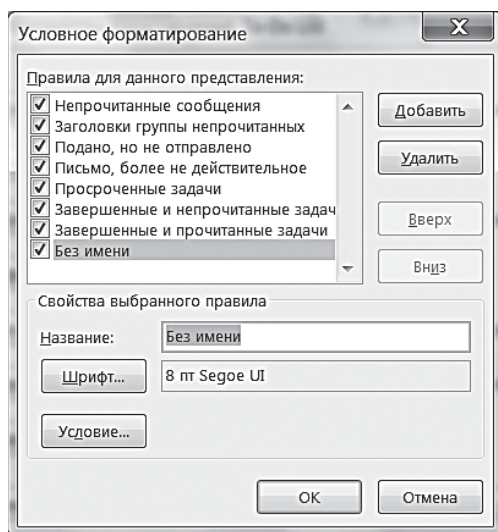 Условное форматирование
X
Правила для данного представления:
Непрочитанные сообщения
Заголовки группы непрочитанных
Подано, но не отправлено
Письмо, более не действительное
Просроченные задачи
Завершенные и непрочитанные задач
Завершенные и прочитанные задачи
Без имени
Добавить
Удалить
Вверх
Вниз
Свойства выбранного правила
Название: Без имени
Шрифт... 8 пт Segoe UI
Условие...
ОК Отмена